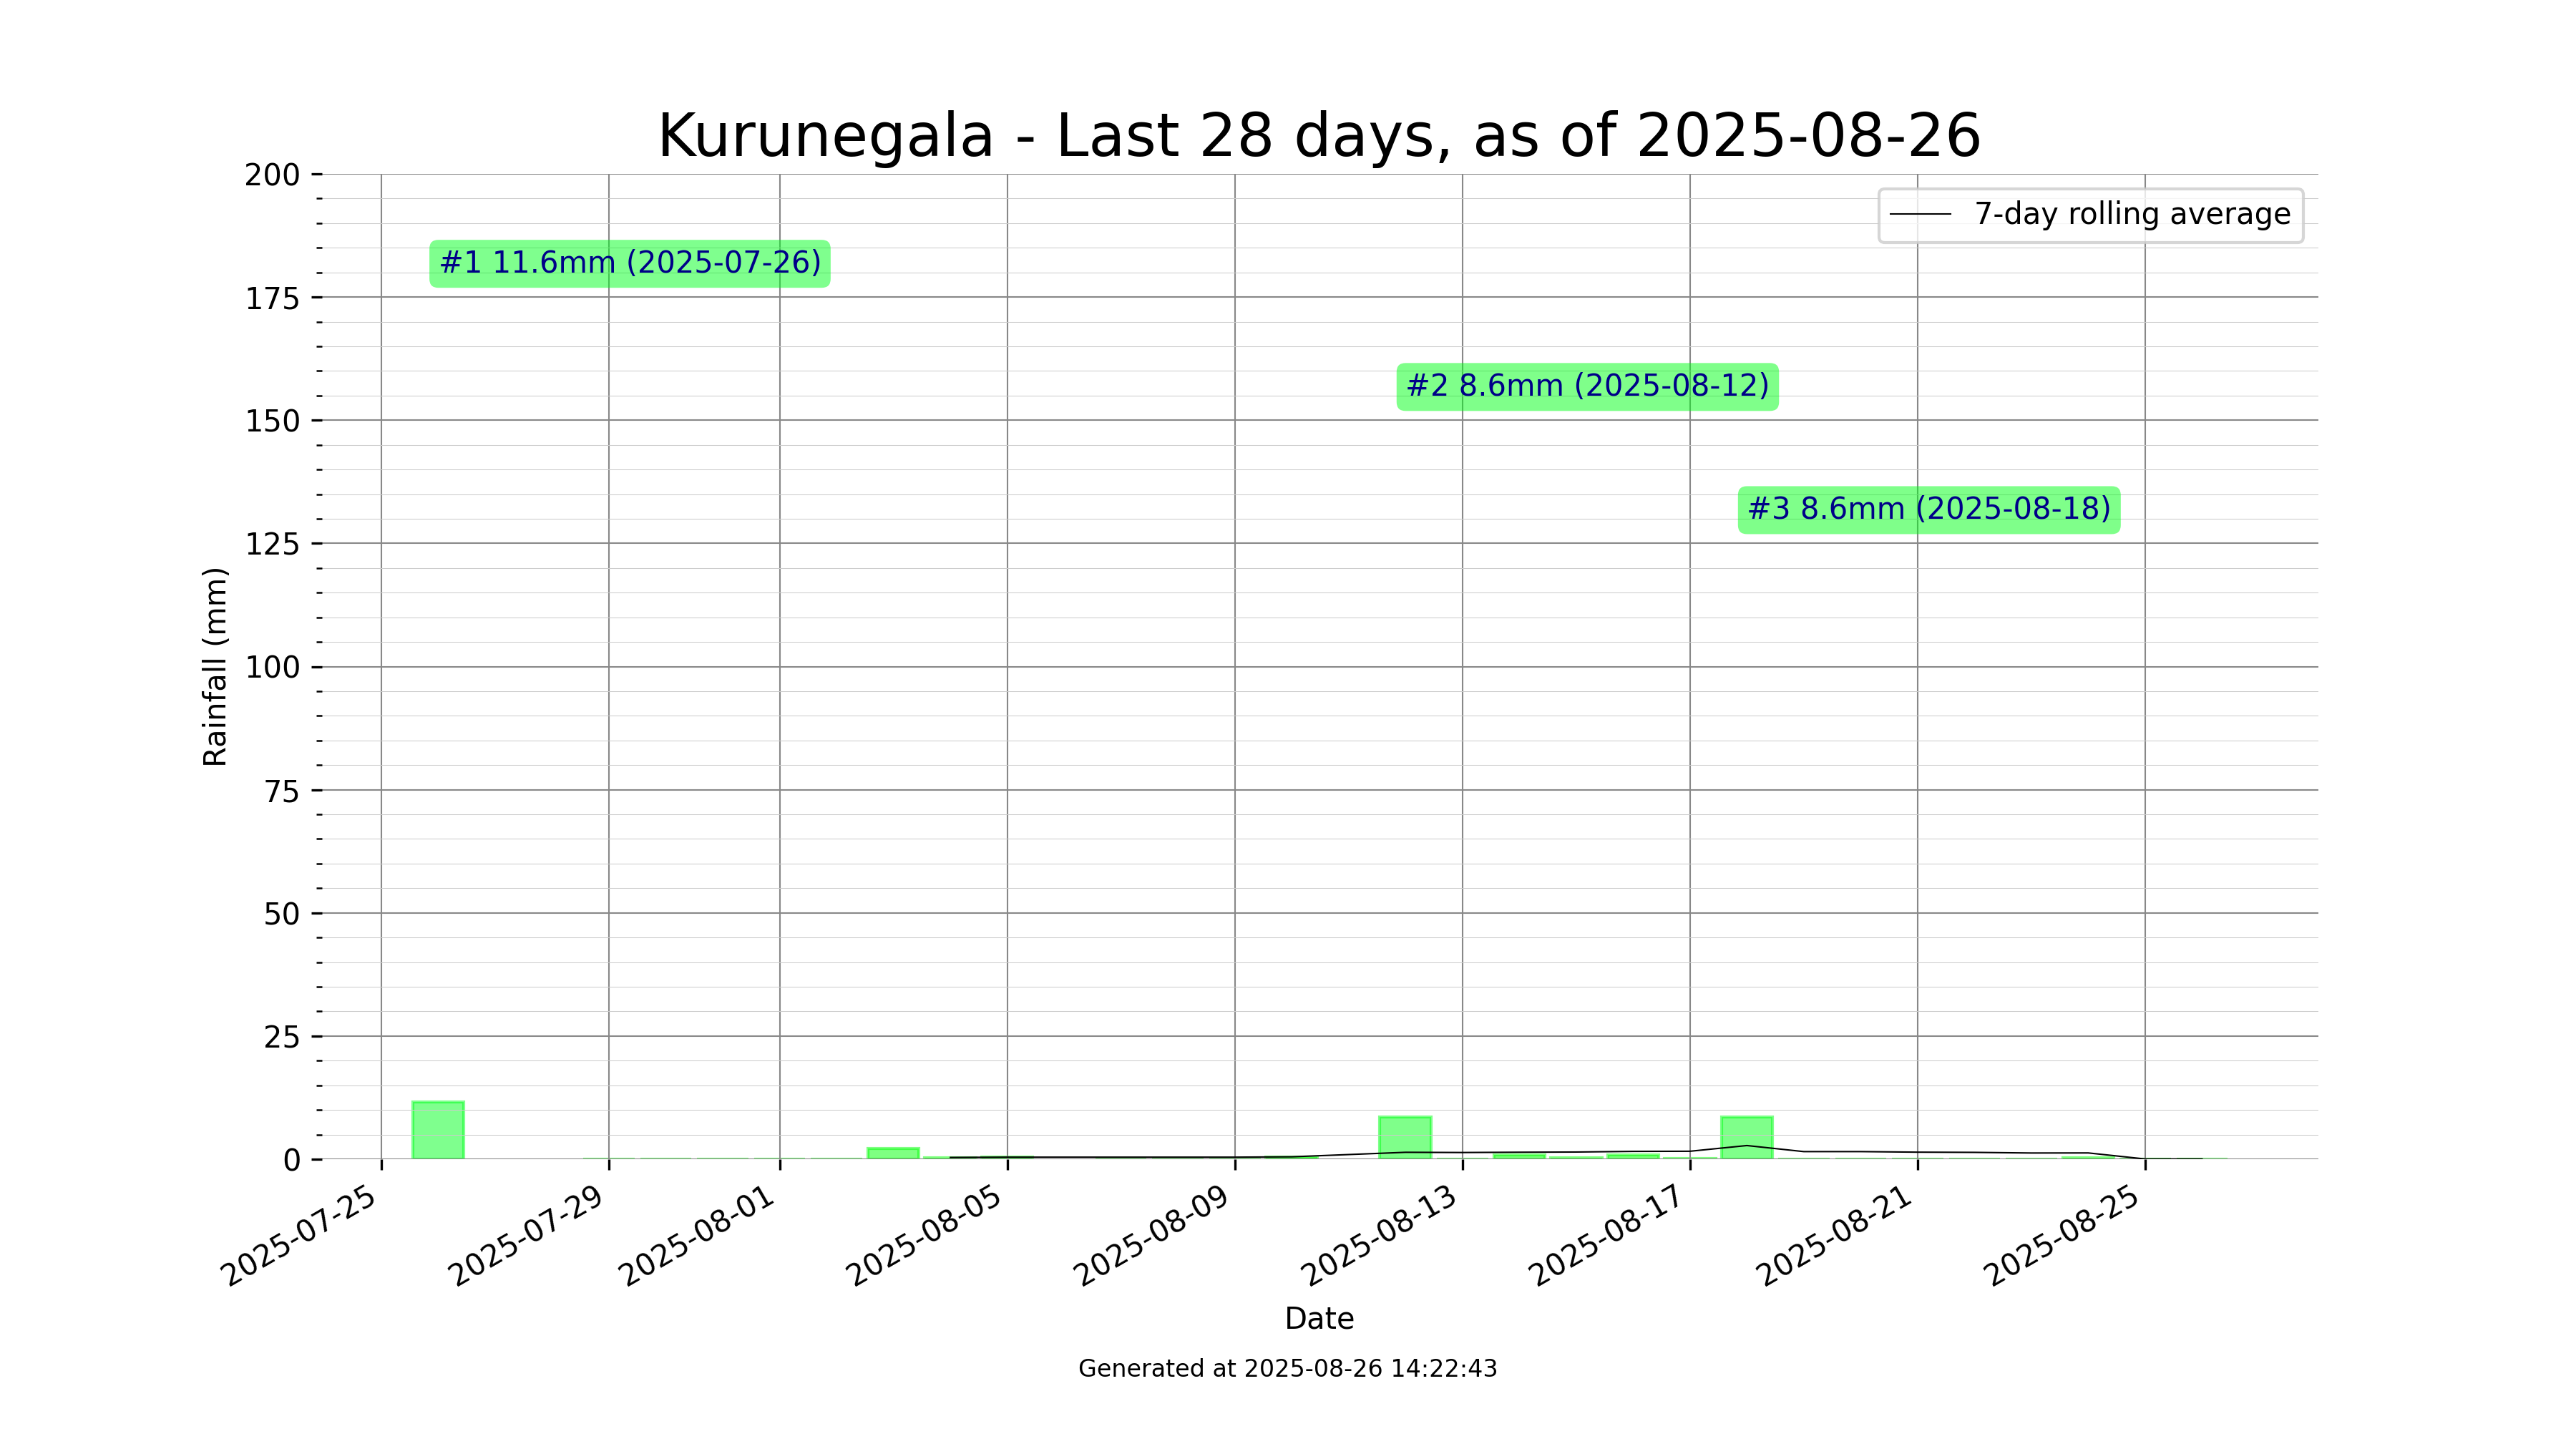 Kurunegala - Last 28 days, as of 2025-08-26
7-day rolling average
#1 11.6mm (2025-07-26)
#2 8.6mm (2025-08-12)
#3 8.6mm (2025-08-18)
Rainfall (mm)
200
175
150
125
100
75
50
25
0
2025-07-25
2025-07-29
2025-08-01
2025-08-05
2025-08-09
2025-08-13
2025-08-17
2025-08-21
2025-08-25
Date
Generated at 2025-08-26 14:22:43